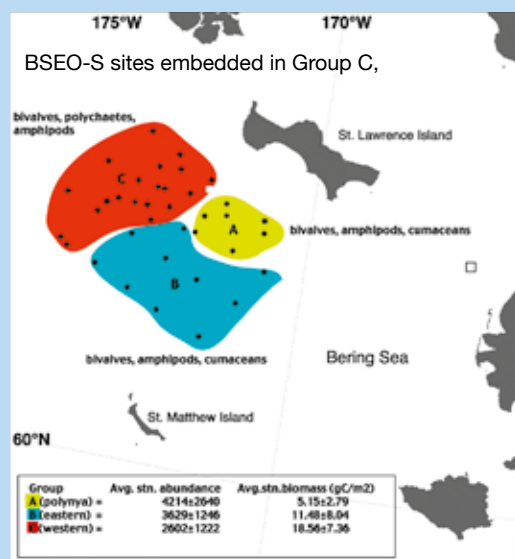 175°W
170°W
BSEO-S sites embedded in Group C,
bivalves, polychaetes,
amphipods
St. Lawrence Island
C
A
bivalves, amphipods, cumaceans
B
Bering Sea
bivalves, amphipods, cumaceans
St. Matthew Island
60°N
Group Avg. stn. abundance Avg.stn.biomass (gC/m2)
A (polynya) = 4214±2640 5.15±2.79
B (eastern) = 3629±1246 11.48±8.04
C (western) = 2602±1222 18.56±7.36